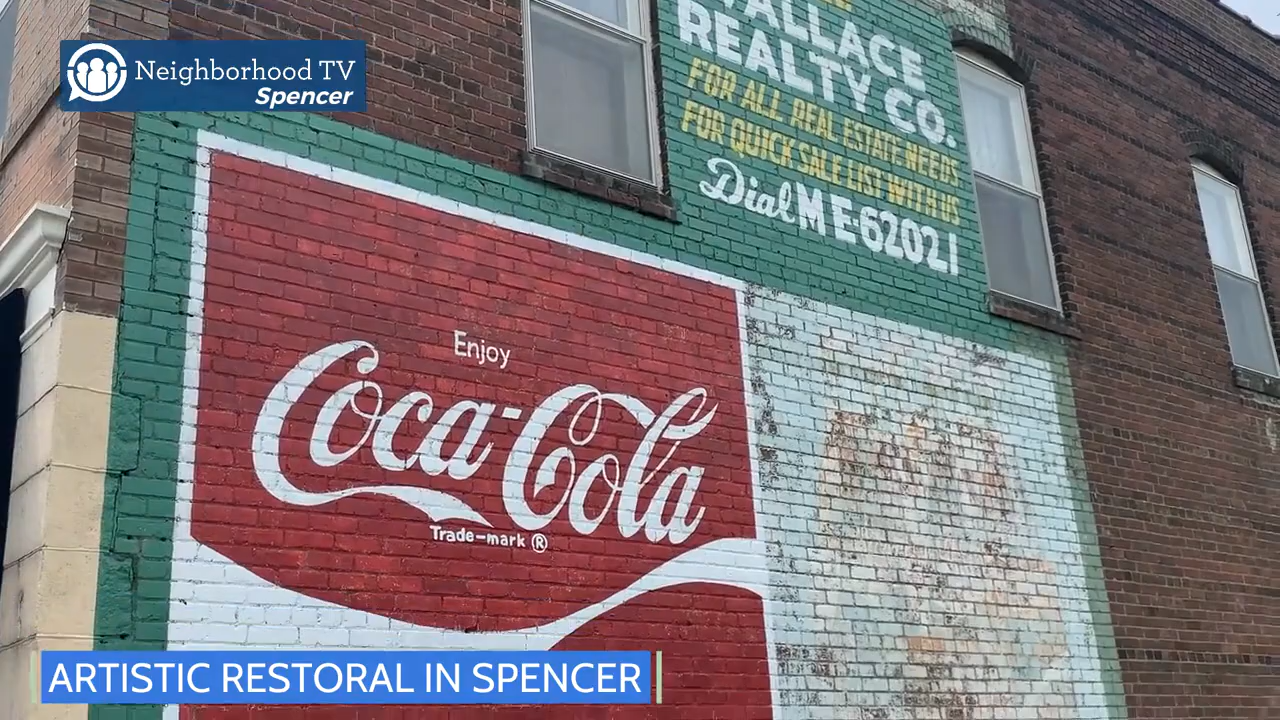 Neighborhood TV
Spencer
WALLACE
REALTY CO.
FOR ALL REAL ESTATE NEEDS
FOR QUICK SALE LIST WITH US
Dial ME-62021
Enjoy
Coca-Cola
Trade-mark ®
ARTISTIC RESTORAL IN SPENCER